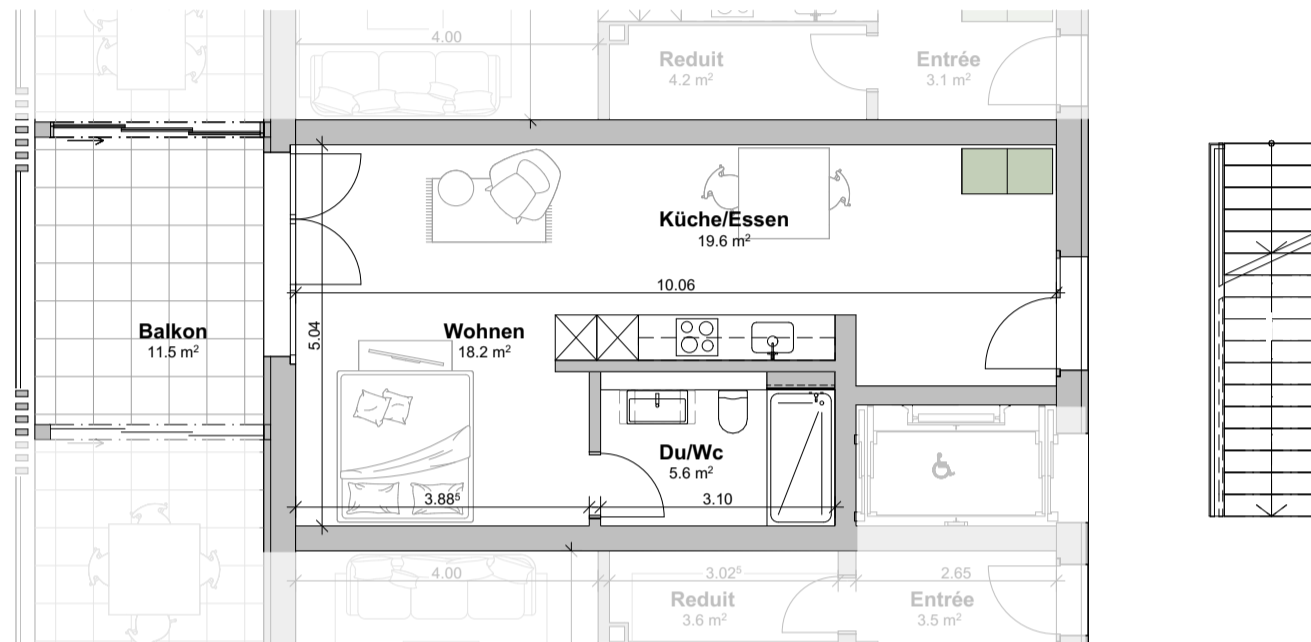 4.00
Reduit
4.2 m²
Entrée
3.1 m²
Küche/Essen
19.6 m²
10.06
5.04
Balkon
11.5 m²
Wohnen
18.2 m²
Du/Wc
5.6 m²
3.88⁵
3.10
4.00
3.02⁵
2.65
Reduit
3.6 m²
Entrée
3.5 m²